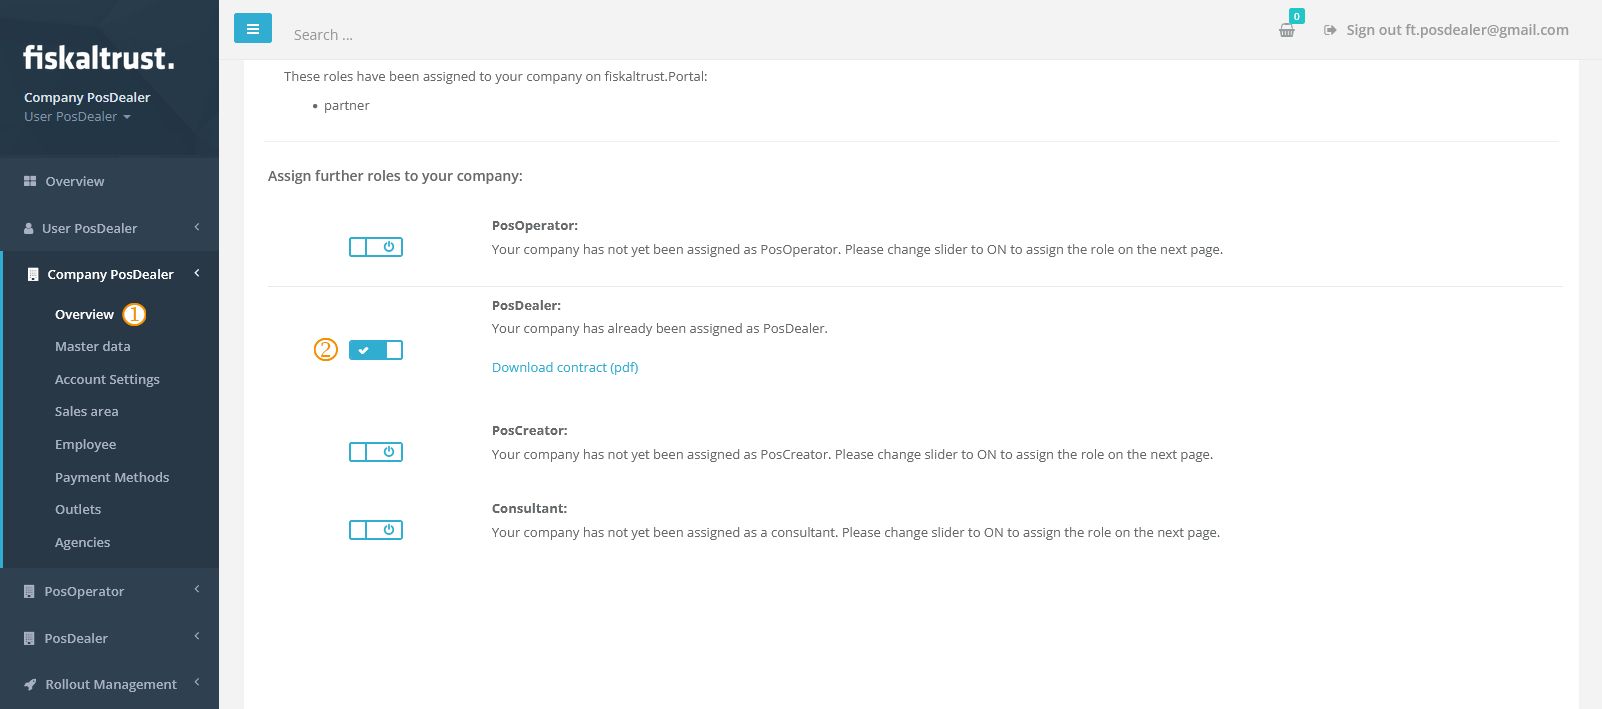 fiskaltrust.
Company PosDealer
User PosDealer
Overview
User PosDealer
Company PosDealer
Overview 1
Master data
Account Settings
Sales area
Employee
Payment Methods
Outlets
Agencies
PosOperator
PosDealer
Rollout Management
Search ...
0
Sign out ft.posdealer@gmail.com
These roles have been assigned to your company on fiskaltrust.Portal:
• partner
Assign further roles to your company:
PosOperator:
Your company has not yet been assigned as PosOperator. Please change slider to ON to assign the role on the next page.
PosDealer:
Your company has already been assigned as PosDealer.
2
Download contract (pdf)
PosCreator:
Your company has not yet been assigned as PosCreator. Please change slider to ON to assign the role on the next page.
Consultant:
Your company has not yet been assigned as a consultant. Please change slider to ON to assign the role on the next page.